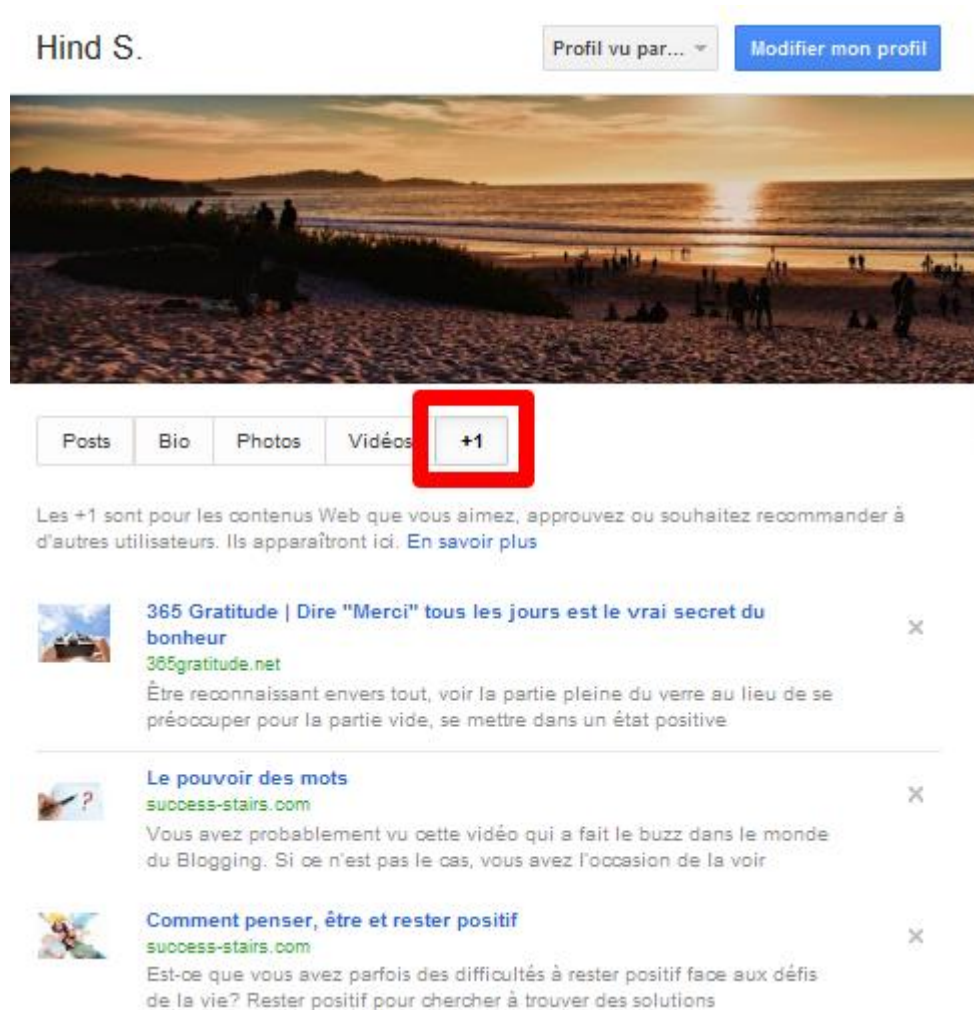 Hind S.
Profil vu par...
Modifier mon profil
Posts
Bio
Photos
Vidéos
+1
Les +1 sont pour les contenus Web que vous aimez, approuvez ou souhaitez recommander à
d'autres utilisateurs. Ils apparaîtront ici. En savoir plus
365 Gratitude | Dire "Merci" tous les jours est le vrai secret du
bonheur
365gratitude.net
Être reconnaissant envers tout, voir la partie pleine du verre au lieu de se
préoccuper pour la partie vide, se mettre dans un état positive
Le pouvoir des mots
success-stairs.com
Vous avez probablement vu cette vidéo qui a fait le buzz dans le monde
du Blogging. Si ce n'est pas le cas, vous avez l'occasion de la voir
Comment penser, être et rester positif
success-stairs.com
Est-ce que vous avez parfois des difficultés à rester positif face aux défis
de la vie? Rester positif pour chercher à trouver des solutions